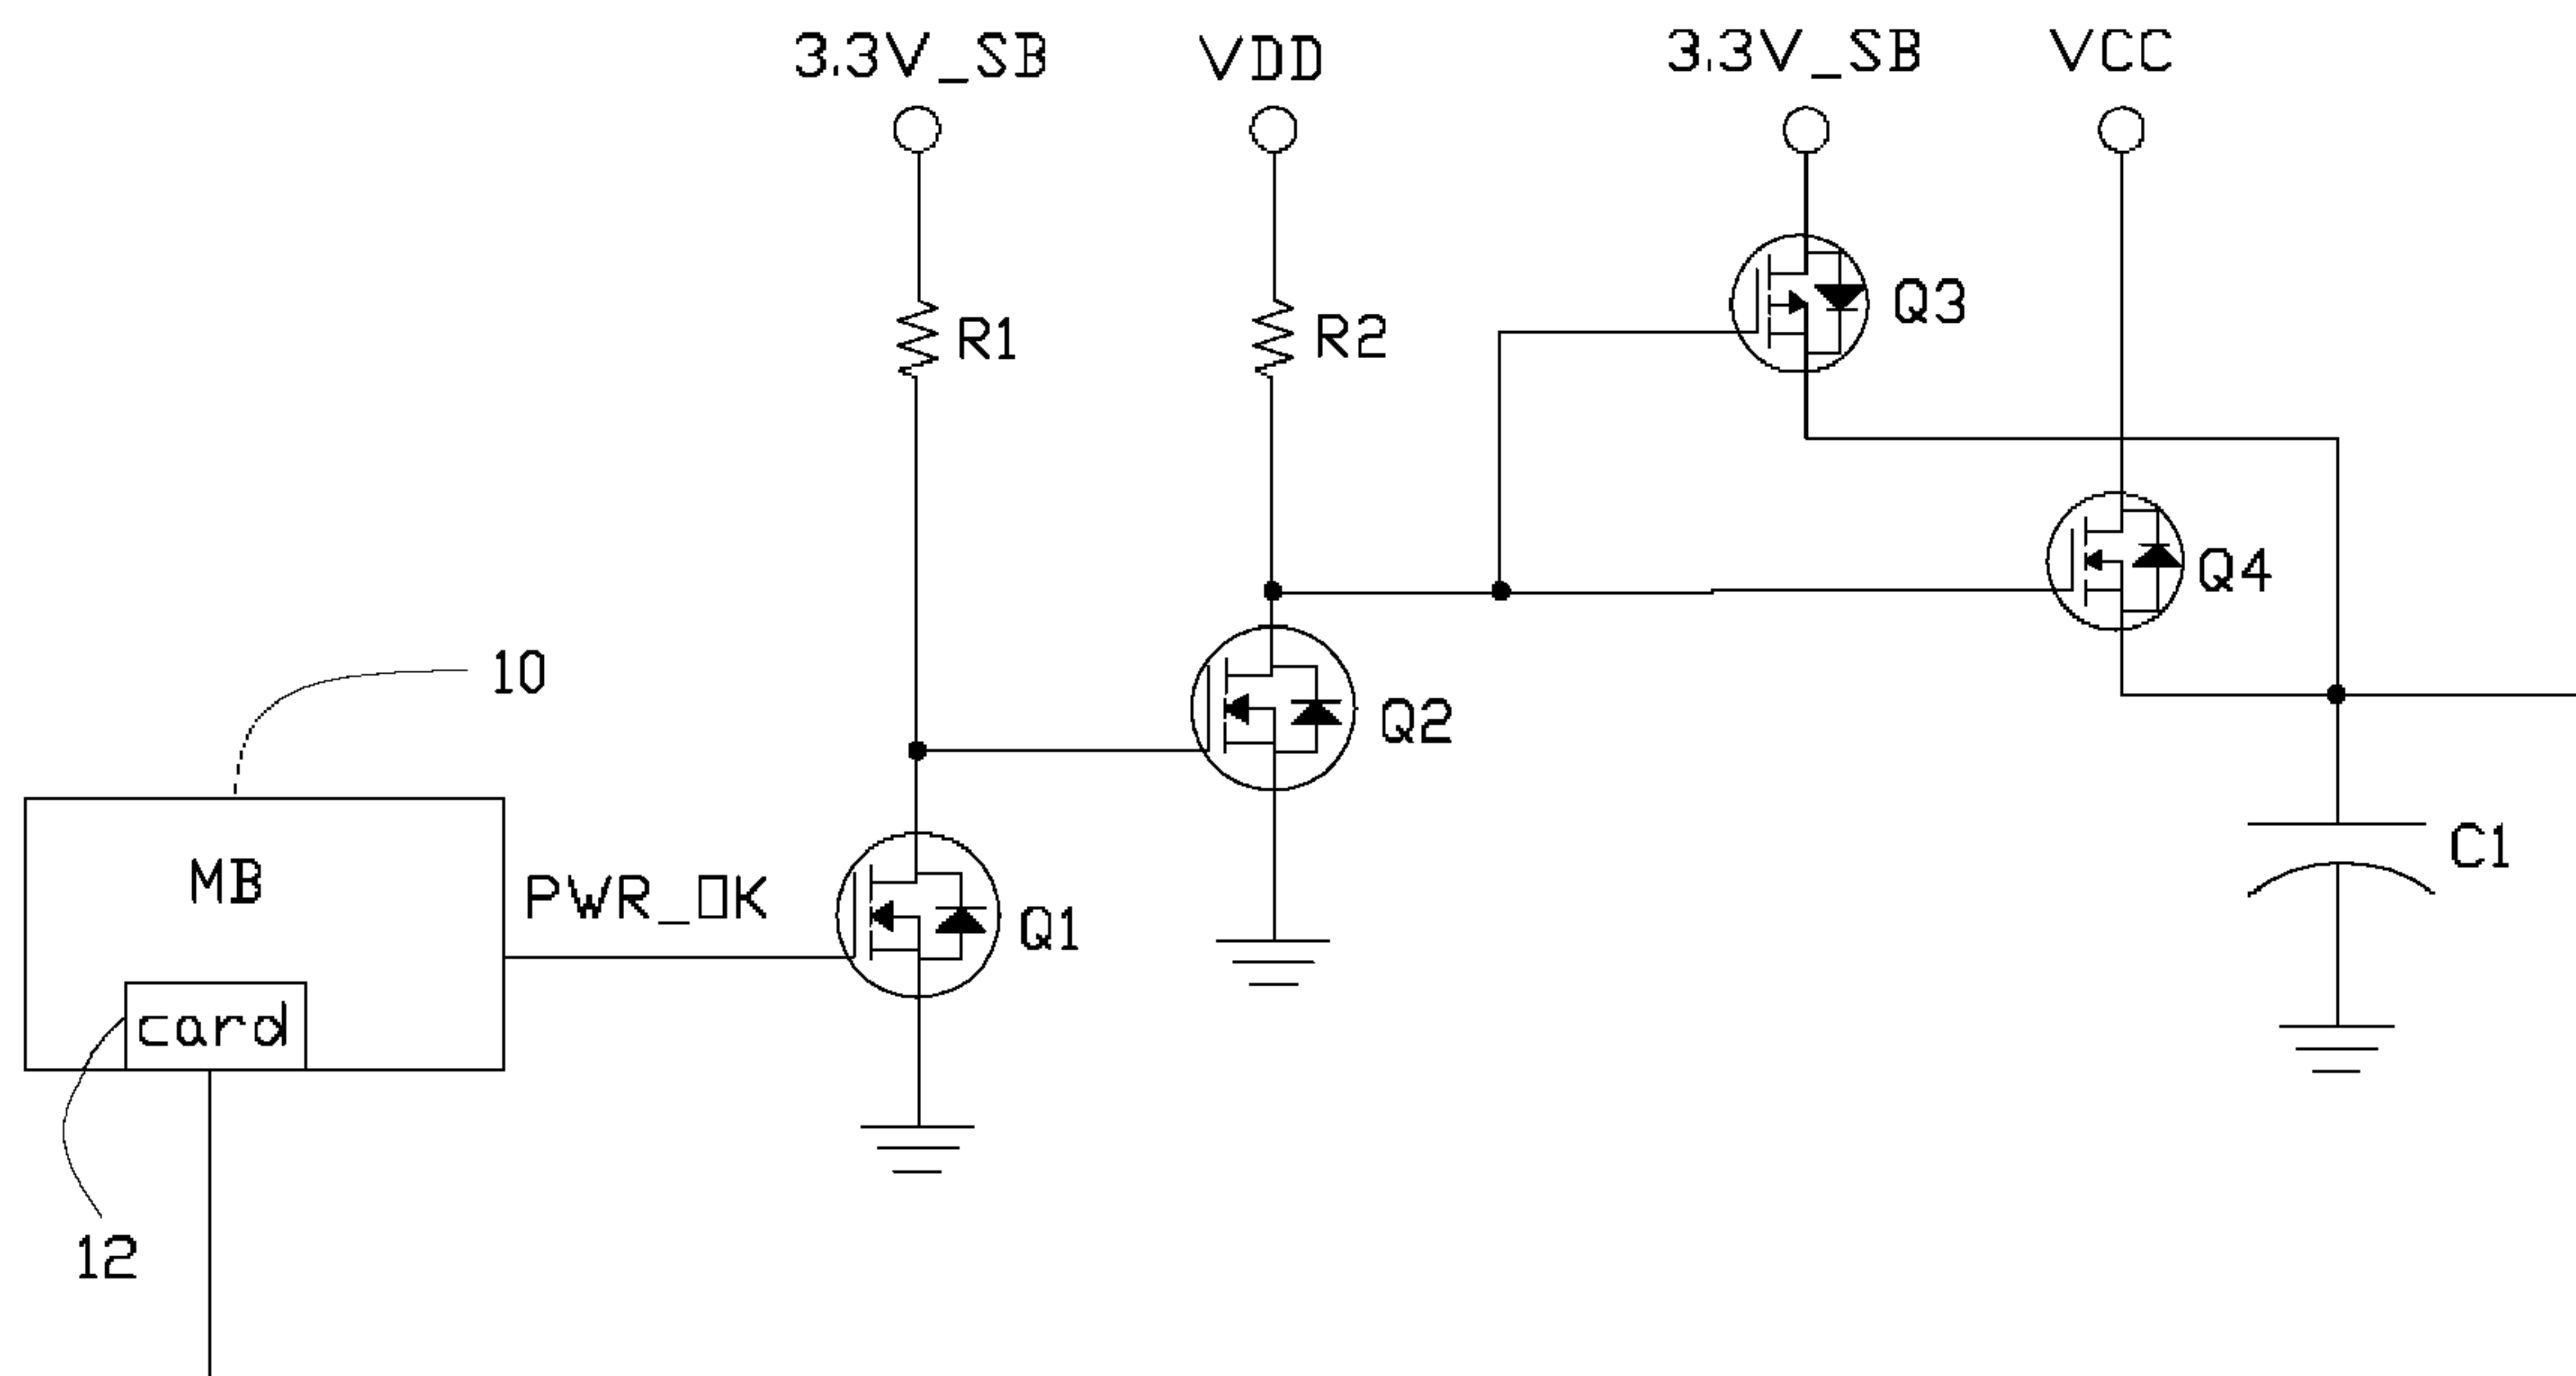 3.3V_SB
VDD
3.3V_SB
VCC
R1
R2
Q3
Q4
10
Q2
MB
PWR_OK
Q1
C1
card
12